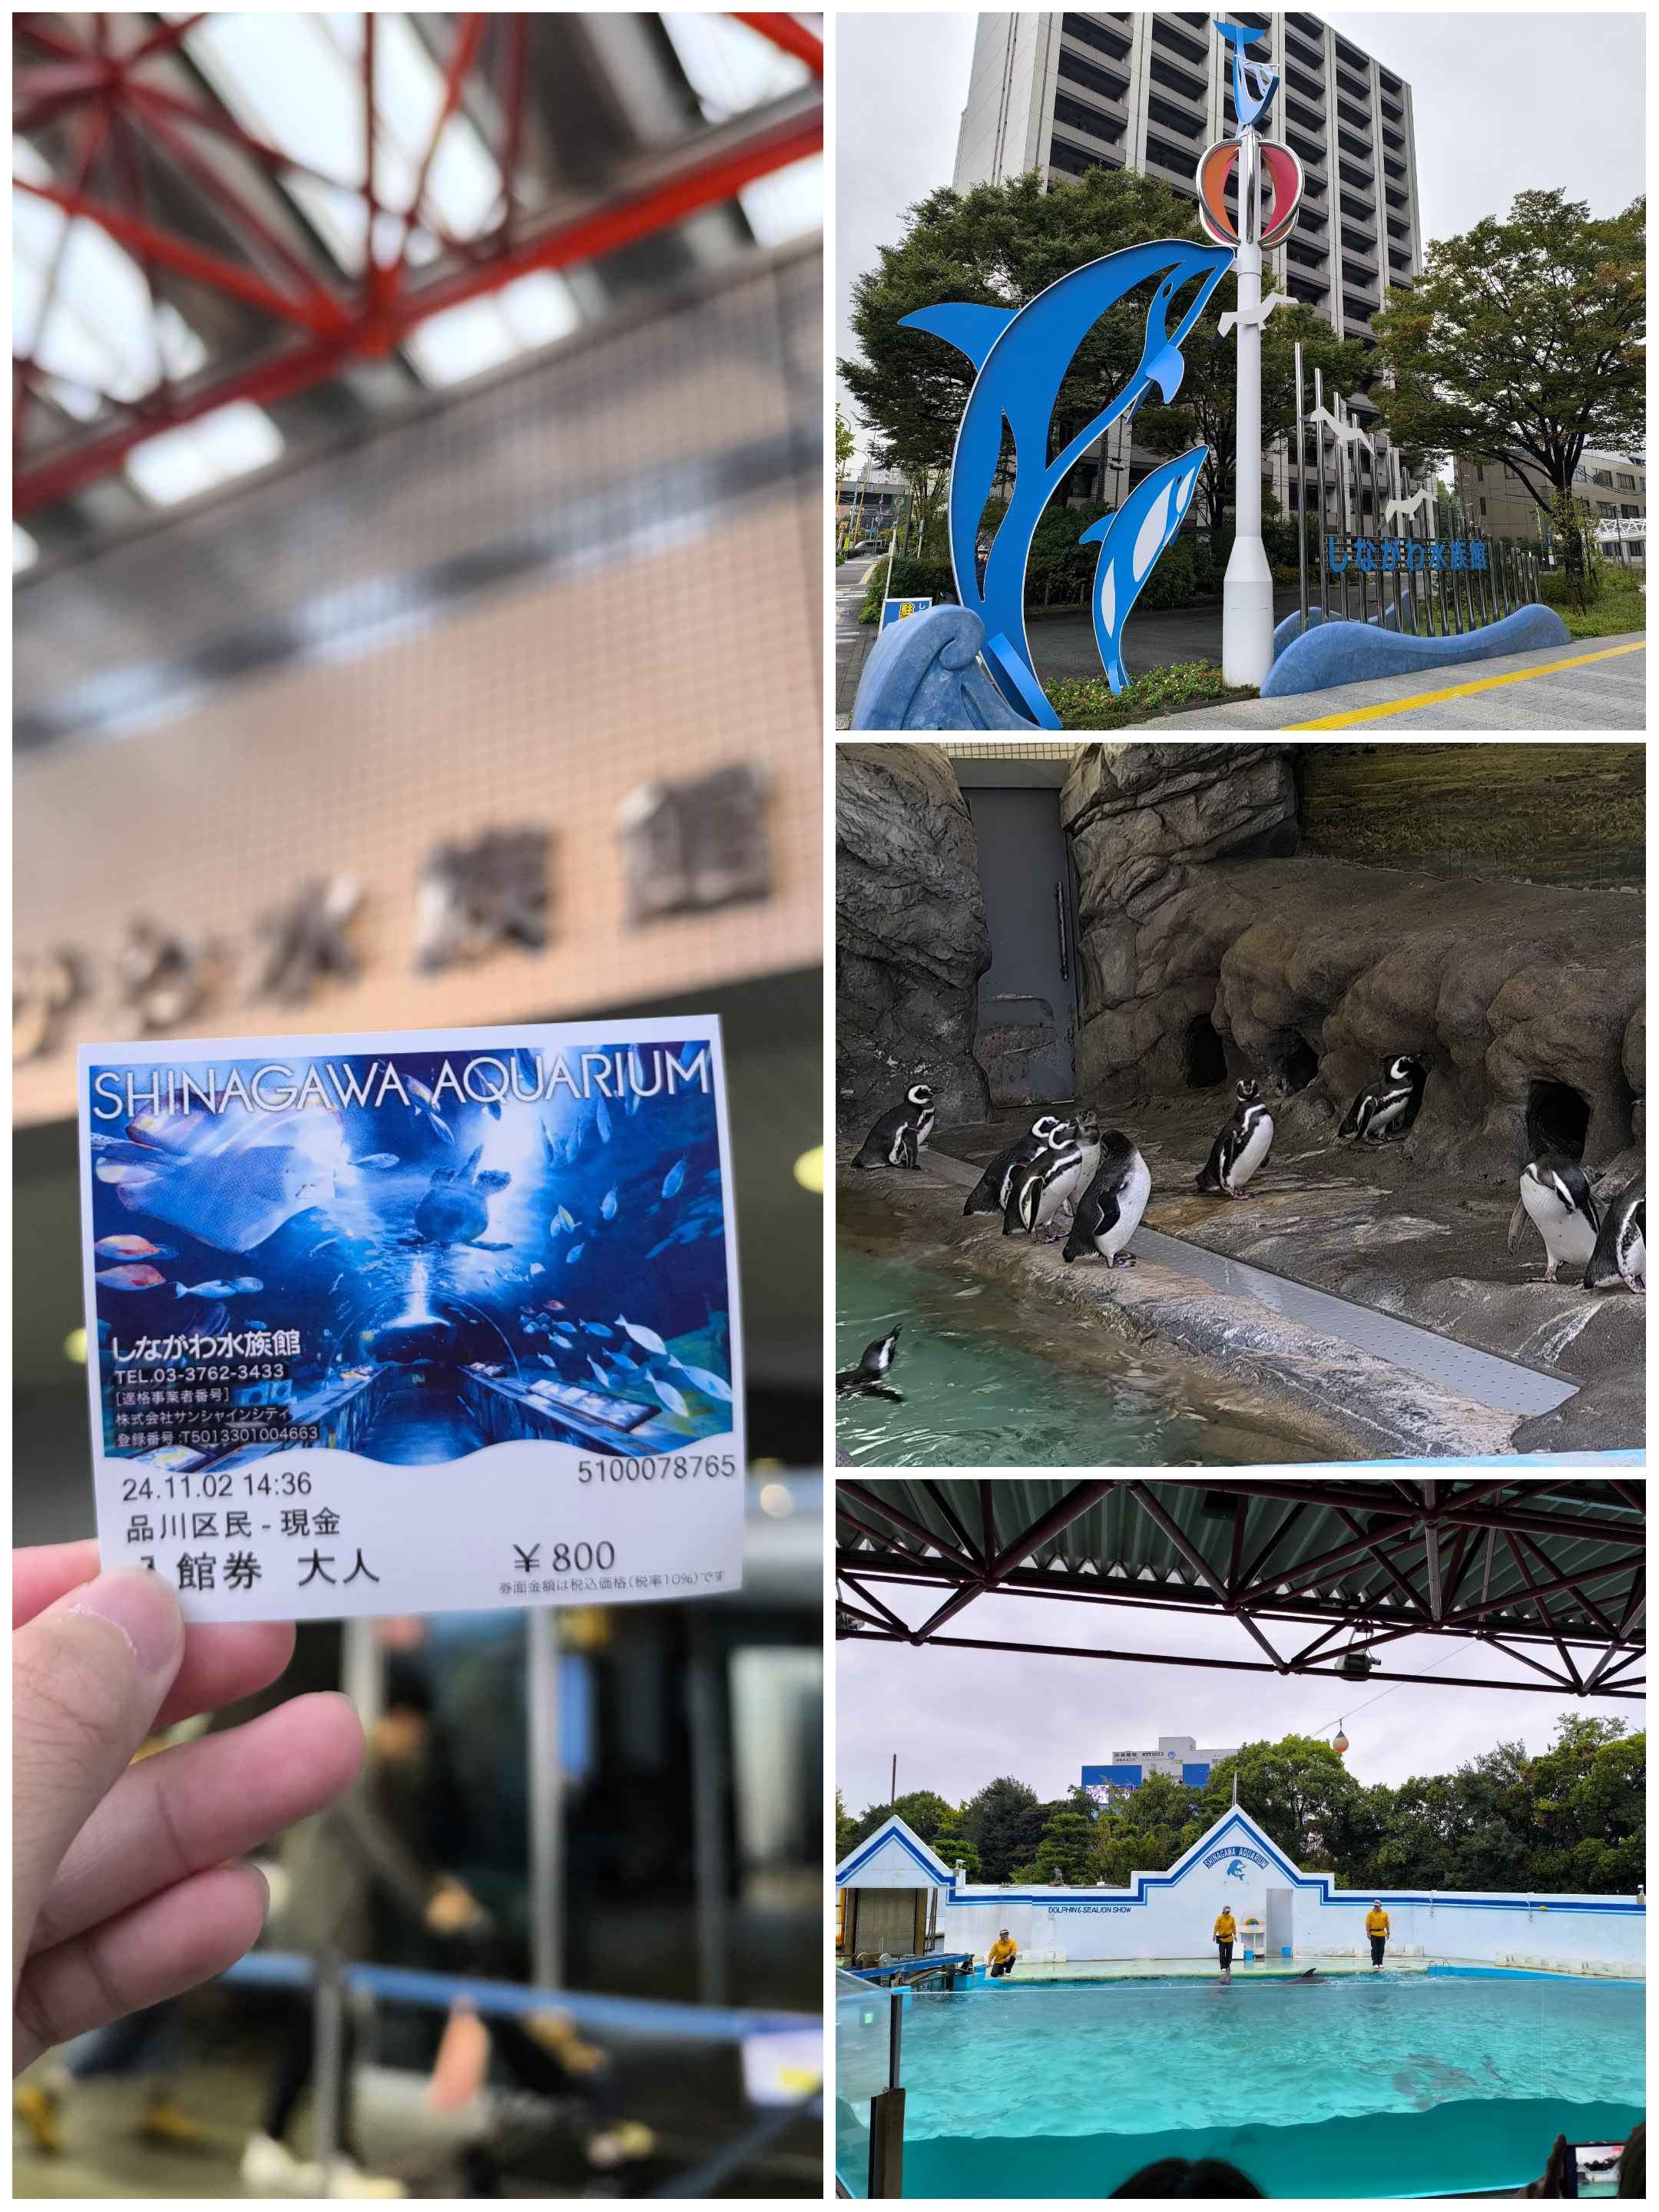 水族館
SHINAGAWA AQUARIUM
しながわ水族館
TEL.03-3762-3433
[適格事業者番号]
株式会社サンシャインシティ
登録番号:T5013301004663
24.11.02 14:36
5100078765
品川区民-現金
入館券 大人
¥800
券面金額は税込価格(税率10%)です
しながわ水族館
SHINAGAWA AQUARIUM
DOLPHIN & SEALION SHOW